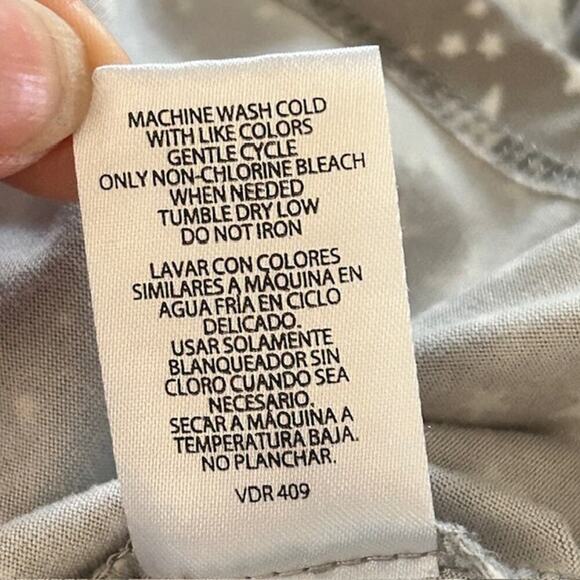 MACHINE WASH COLD
WITH LIKE COLORS
GENTLE CYCLE
ONLY NON-CHLORINE BLEACH
WHEN NEEDED
TUMBLE DRY LOW
DO NOT IRON
LAVAR CON COLORES
SIMILARES A MÁQUINA EN
AGUA FRÍA EN CICLO
DELICADO.
USAR SOLAMENTE
BLANQUEADOR SIN
CLORO CUANDO SEA
NECESARIO.
SECAR A MÁQUINA A
TEMPERATURA BAJA.
NO PLANCHAR.
VDR 409